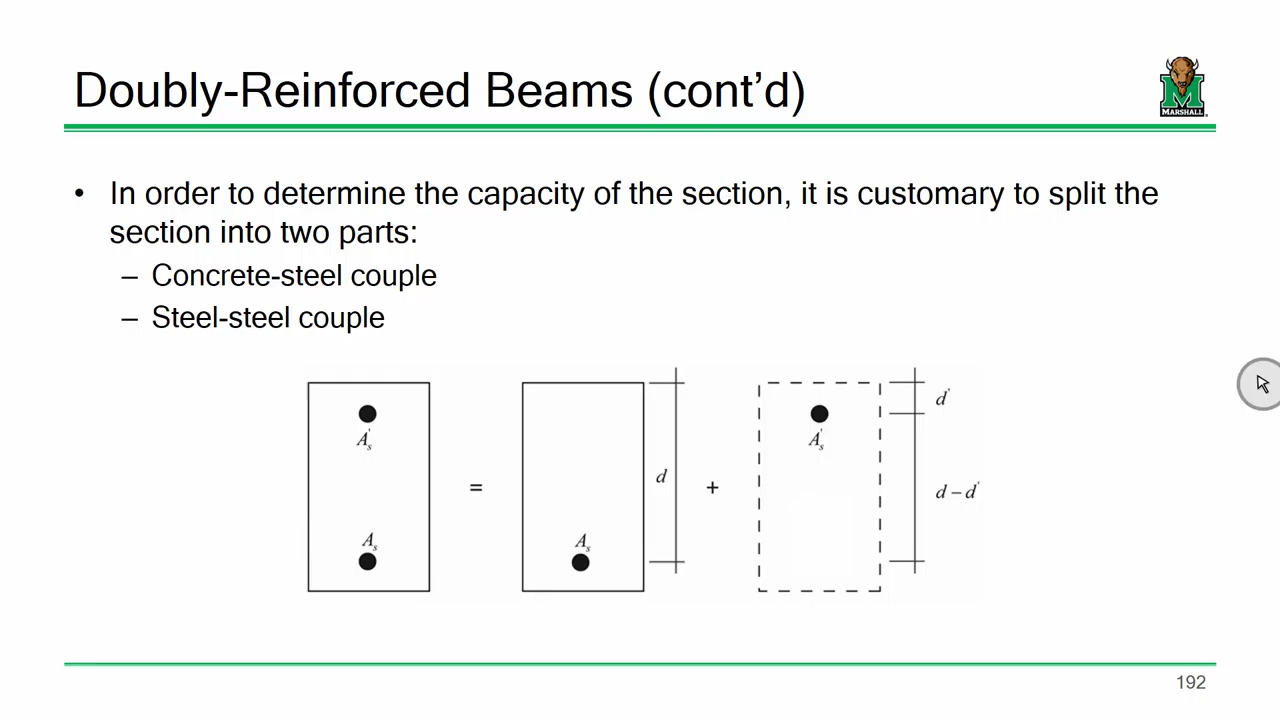 Doubly-Reinforced Beams (cont’d)
MARSHALL
• In order to determine the capacity of the section, it is customary to split the
section into two parts:
– Concrete-steel couple
– Steel-steel couple
A's
As
=
As
d
+
A's
d'
d – d'
192